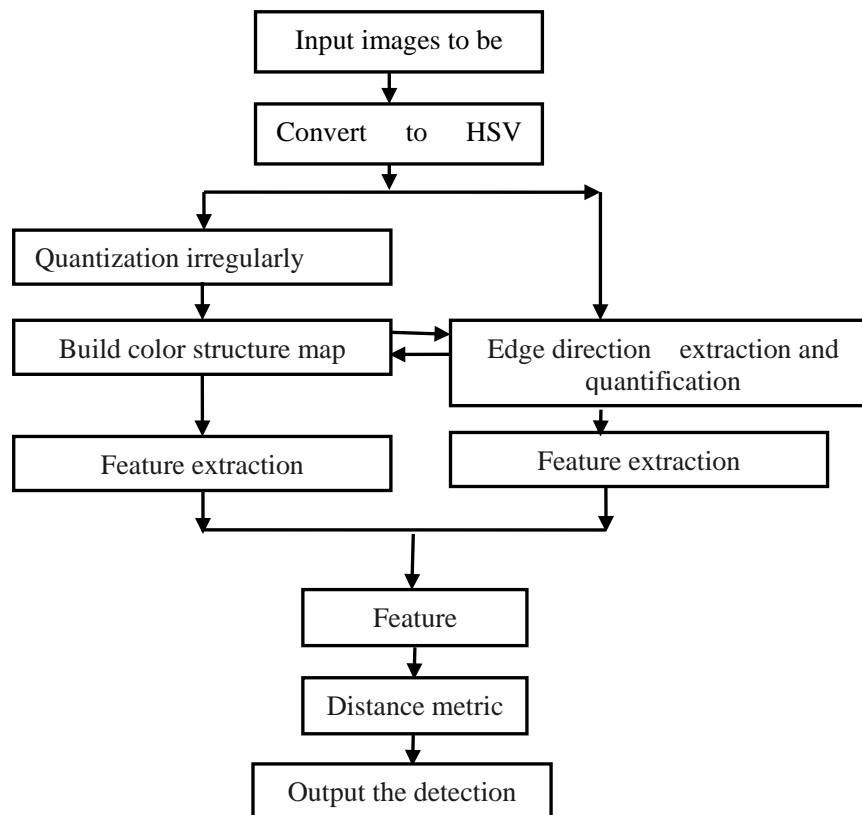 Input images to be
Convert to HSV
Quantization irregularly
Build color structure map
Edge direction extraction and
quantification
Feature extraction
Feature extraction
Feature
Distance metric
Output the detection